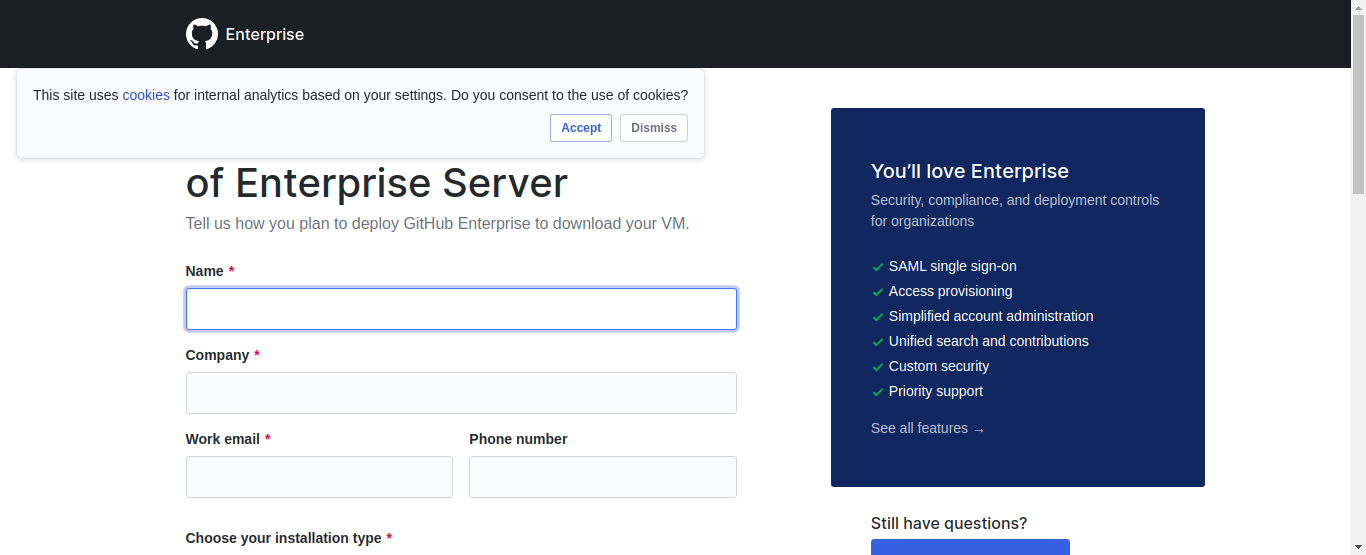 Enterprise
This site uses cookies for internal analytics based on your settings. Do you consent to the use of cookies?
Accept Dismiss
of Enterprise Server
Tell us how you plan to deploy GitHub Enterprise to download your VM.
Name *
Company *
Work email * Phone number
Choose your installation type *
You’ll love Enterprise
Security, compliance, and deployment controls
for organizations
SAML single sign-on
Access provisioning
Simplified account administration
Unified search and contributions
Custom security
Priority support
See all features →
Still have questions?